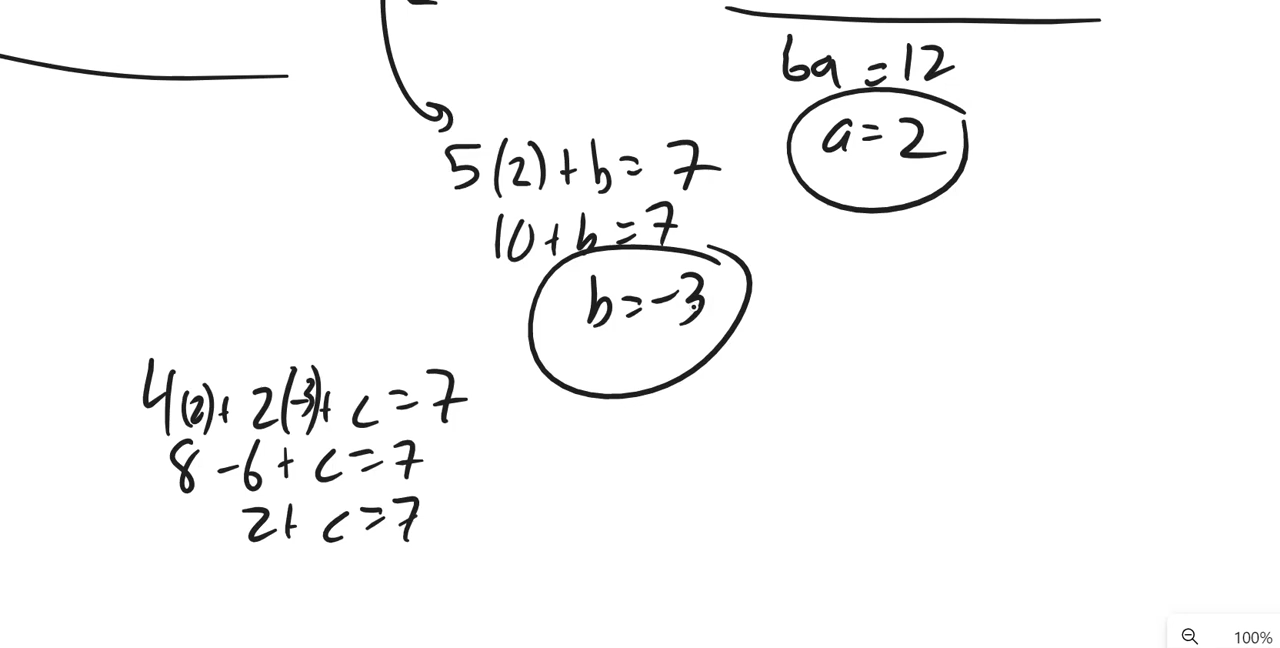 6a = 12
a = 2
5(2) + b = 7
10 + b = 7
b = -3
4(2) + 2(-3) + c = 7
8 - 6 + c = 7
2 + c = 7
100%